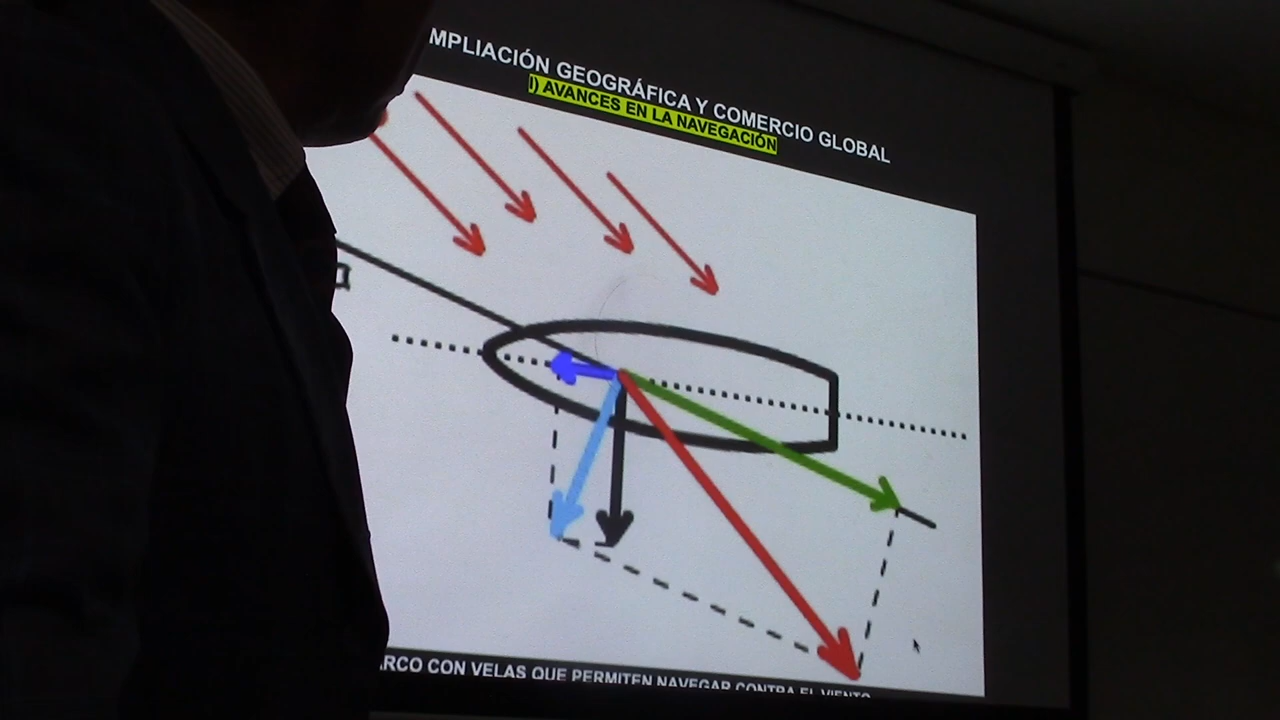 MPLIACIÓN GEOGRÁFICA Y COMERCIO GLOBAL
I) AVANCES EN LA NAVEGACIÓN
ARCO CON VELAS QUE PERMITEN NAVEGAR CONTRA EL VIENTO